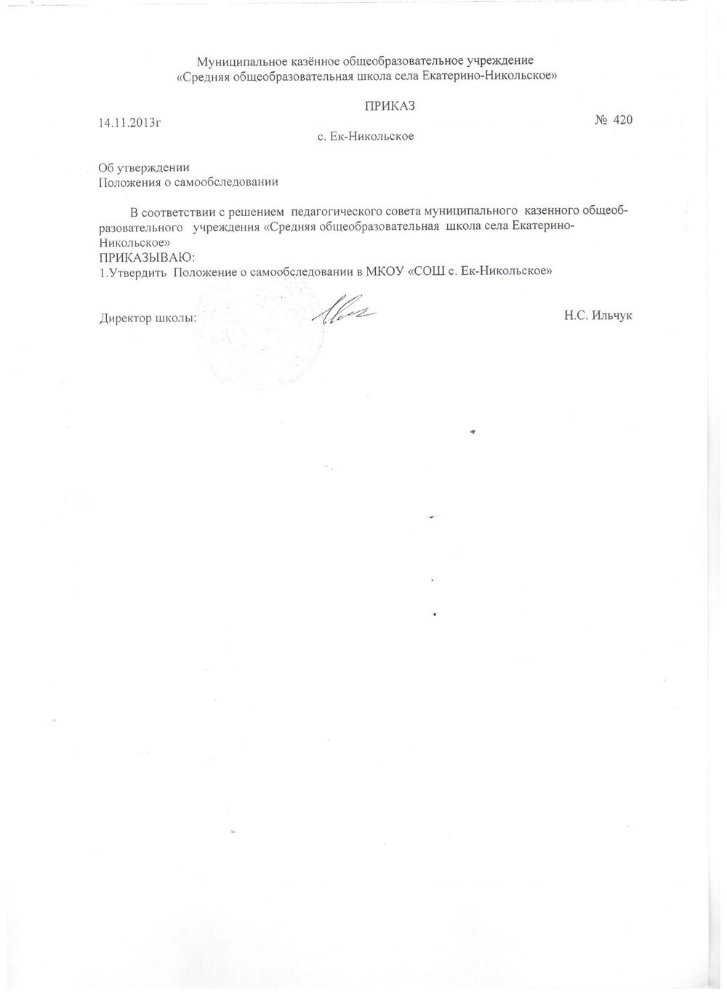 Муниципальное казённое общеобразовательное учреждение
«Средняя общеобразовательная школа села Екатерино-Никольское»
ПРИКАЗ
14.11.2013г № 420
с. Ек-Никольское
Об утверждении
Положения о самообследовании
В соответствии с решением педагогического совета муниципального казенного общеоб-
разовательного учреждения «Средняя общеобразовательная школа села Екатерино-
Никольское»
ПРИКАЗЫВАЮ:
1.Утвердить Положение о самообследовании в МКОУ «СОШ с. Ек-Никольское»
Директор школы: Н.С. Ильчук